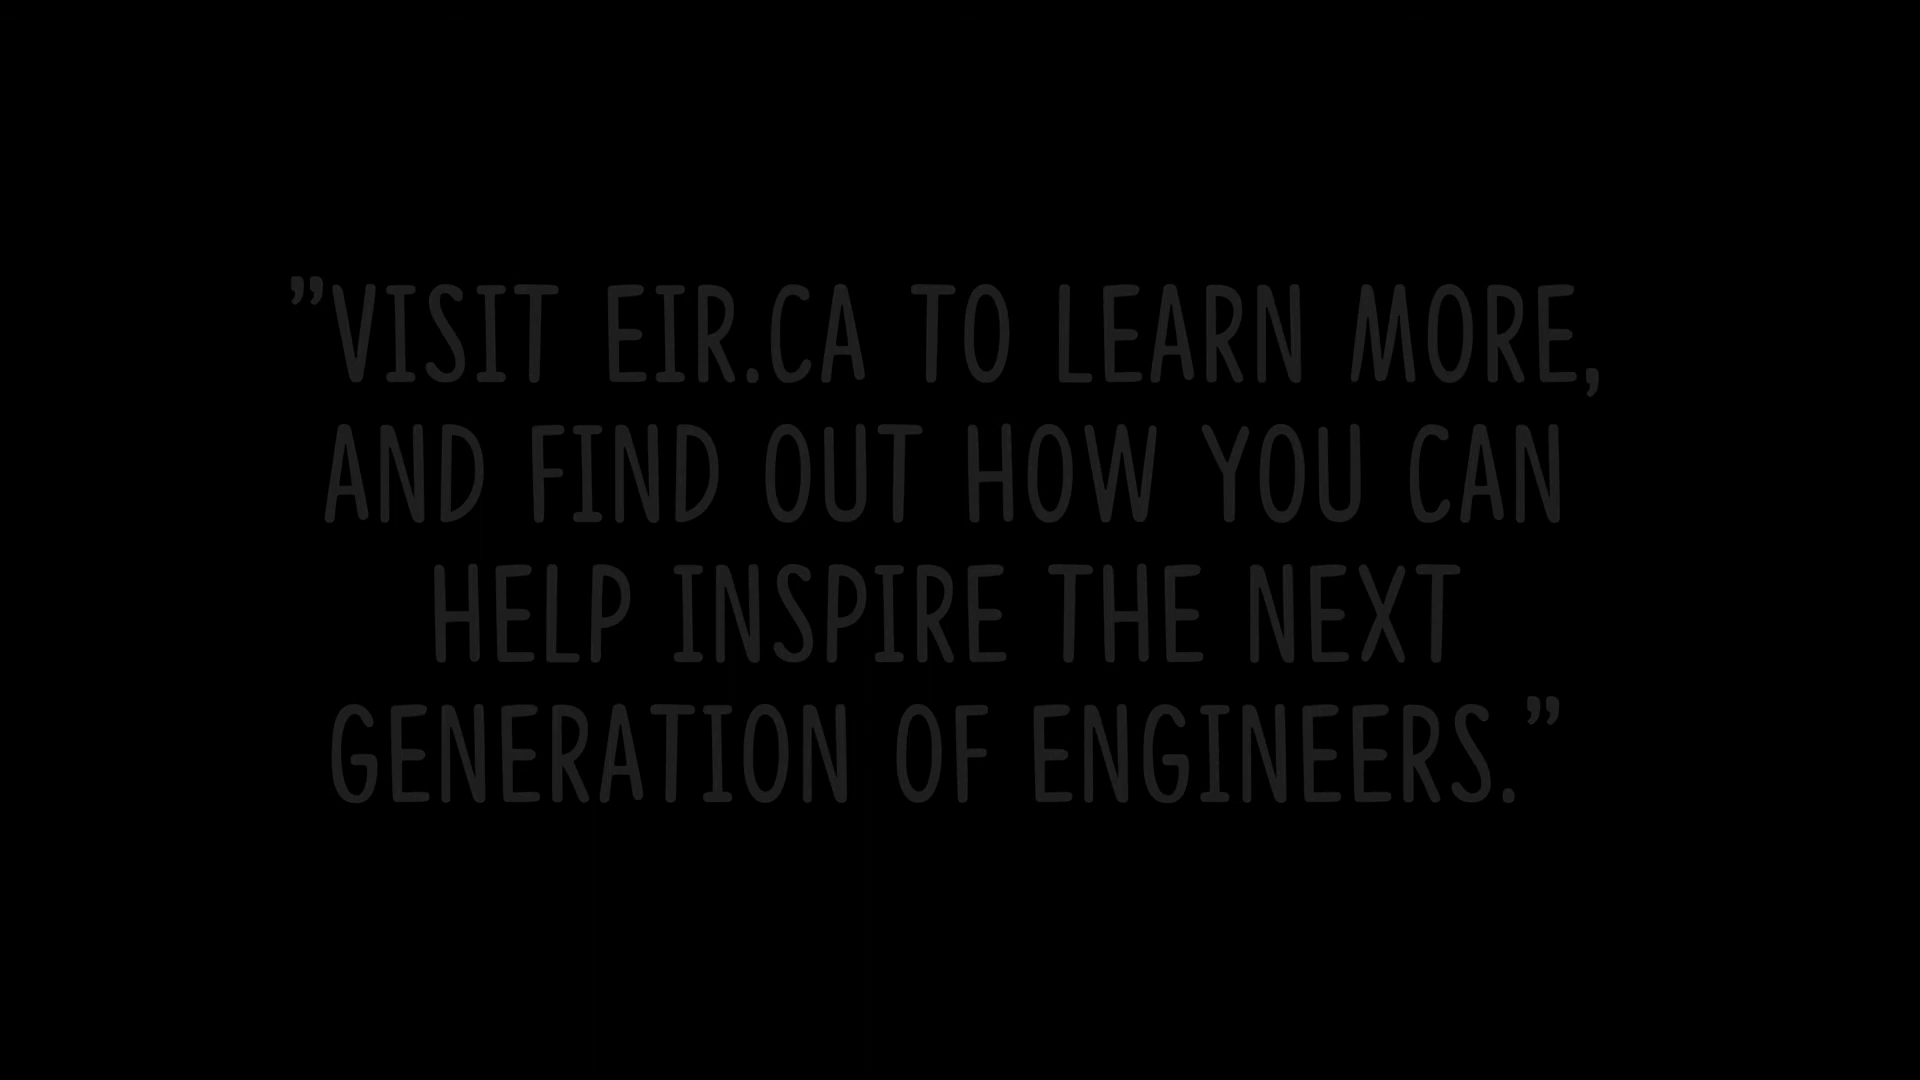 ”VISIT EIR.CA TO LEARN MORE,
AND FIND OUT HOW YOU CAN
HELP INSPIRE THE NEXT
GENERATION OF ENGINEERS.”